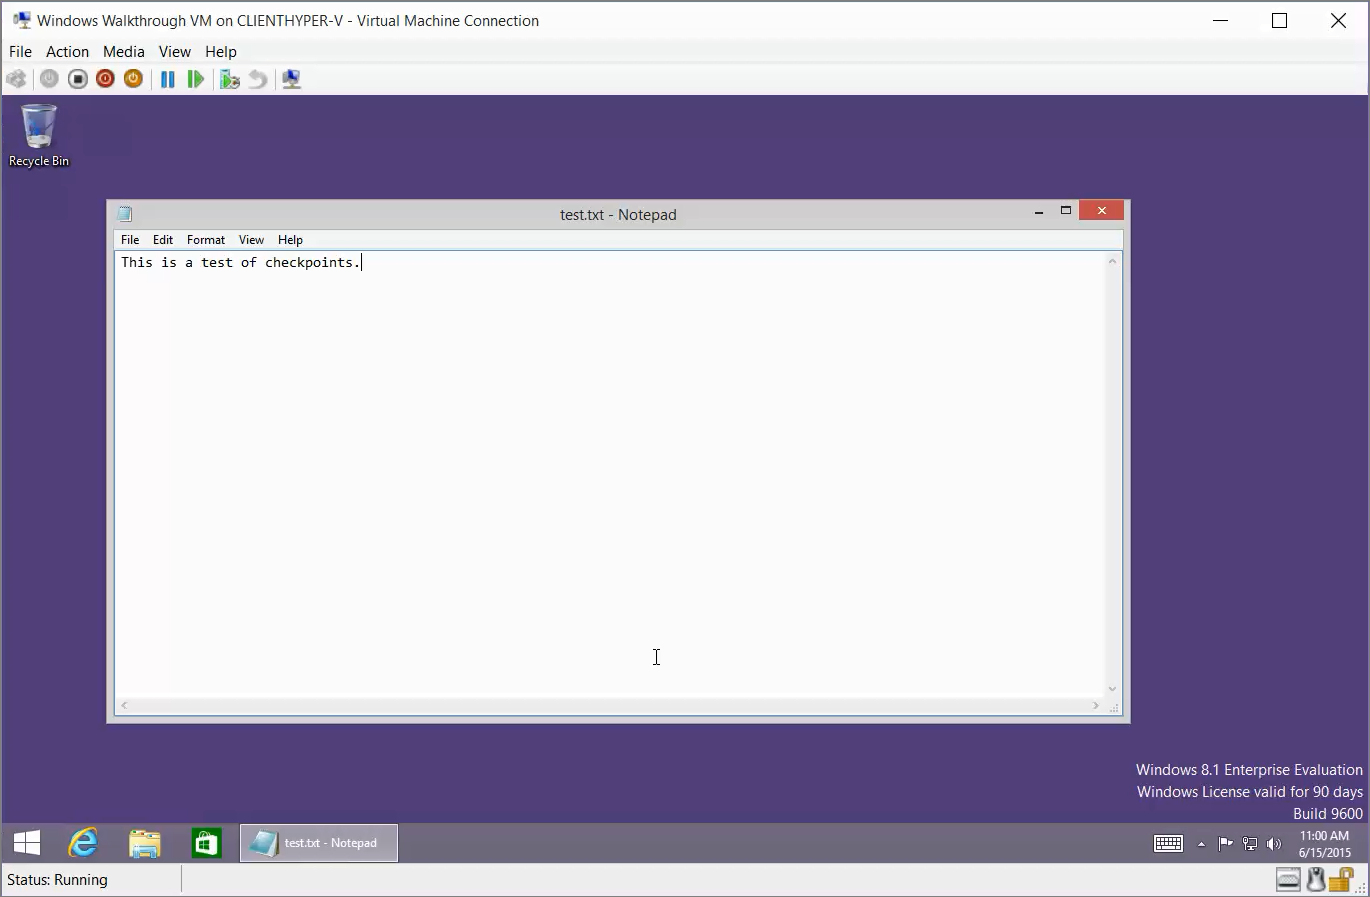 Windows Walkthrough VM on CLIENTHYPER-V - Virtual Machine Connection
File Action Media View Help
Recycle Bin
test.txt - Notepad
File Edit Format View Help
This is a test of checkpoints.
Windows 8.1 Enterprise Evaluation
Windows License valid for 90 days
Build 9600
test.txt - Notepad
11:00 AM
6/15/2015
Status: Running